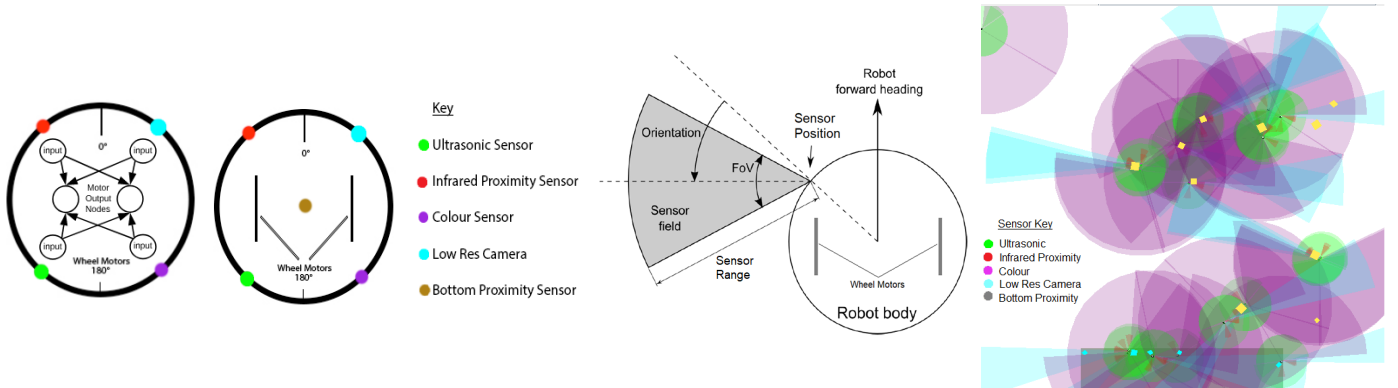 0°
input
input
Motor
Output
Nodes
input
input
Wheel Motors
180°
0°
Wheel Motors
180°
Key
Ultrasonic Sensor
Infrared Proximity Sensor
Colour Sensor
Low Res Camera
Bottom Proximity Sensor
Robot
forward heading
Sensor
Position
Orientation
FoV
Sensor
field
Sensor
Range
Wheel Motors
Robot body
Sensor Key
Ultrasonic
Infrared Proximity
Colour
Low Res Camera
Bottom Proximity